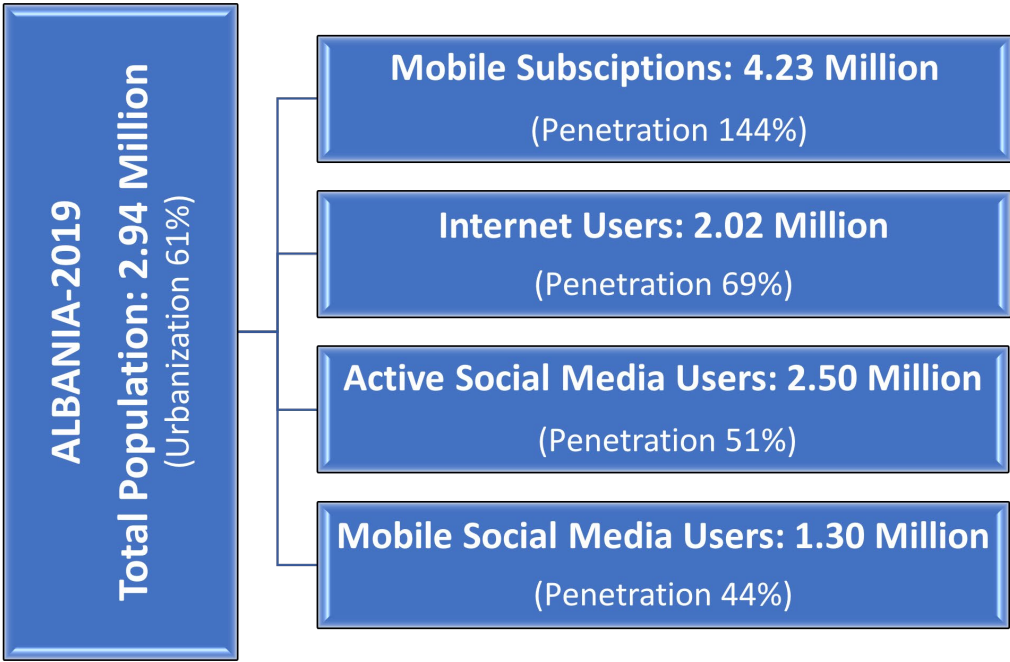 ALBANIA-2019
Total Population: 2.94 Million
(Urbanization 61%)
Mobile Subsciptions: 4.23 Million
(Penetration 144%)
Internet Users: 2.02 Million
(Penetration 69%)
Active Social Media Users: 2.50 Million
(Penetration 51%)
Mobile Social Media Users: 1.30 Million
(Penetration 44%)